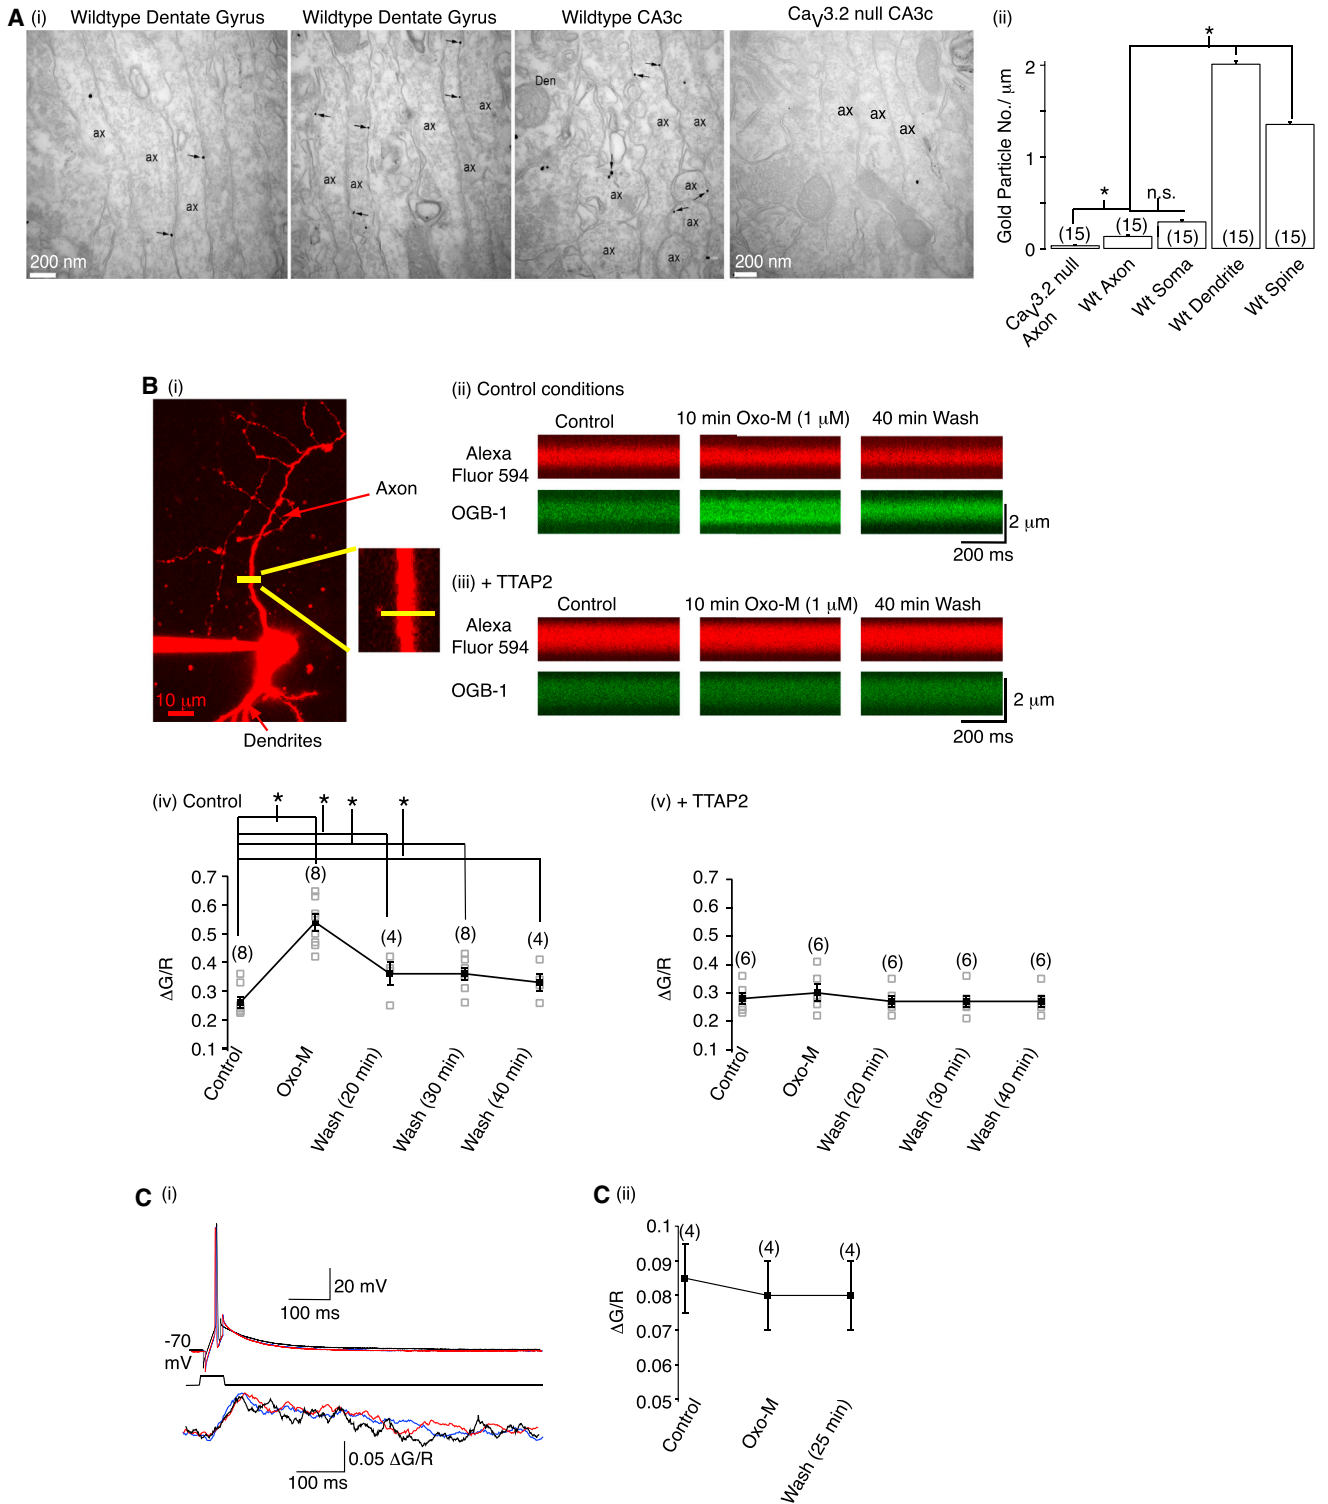 A (i)
Wildtype Dentate Gyrus
Wildtype Dentate Gyrus
Wildtype CA3c
CaV3.2 null CA3c
ax
ax
ax
200 nm
ax
ax
ax
ax
ax
Den
ax
ax
ax
ax
ax
ax
ax
ax
ax
200 nm
(ii)
Gold Particle No./ μm
2
1
0
*
*
n.s.
(15)
(15)
(15)
(15)
(15)
CaV3.2 null
Axon
Wt Axon
Wt Soma
Wt Dendrite
Wt Spine
B (i)
Axon
10 μm
Dendrites
(ii) Control conditions
Control
10 min Oxo-M (1 μM)
40 min Wash
Alexa
Fluor 594
OGB-1
2 μm
200 ms
(iii) + TTAP2
Control
10 min Oxo-M (1 μM)
40 min Wash
Alexa
Fluor 594
OGB-1
2 μm
200 ms
(iv) Control
* * * *
0.7
0.6
0.5
0.4
0.3
0.2
0.1
ΔG/R
(8)
(8)
(4)
(8)
(4)
Control
Oxo-M
Wash (20 min)
Wash (30 min)
Wash (40 min)
(v) + TTAP2
0.7
0.6
0.5
0.4
0.3
0.2
0.1
ΔG/R
(6)
(6)
(6)
(6)
(6)
Control
Oxo-M
Wash (20 min)
Wash (30 min)
Wash (40 min)
C (i)
20 mV
100 ms
-70
mV
0.05 ΔG/R
100 ms
C (ii)
0.1
0.09
0.08
0.07
0.06
0.05
ΔG/R
(4)
(4)
(4)
Control
Oxo-M
Wash (25 min)